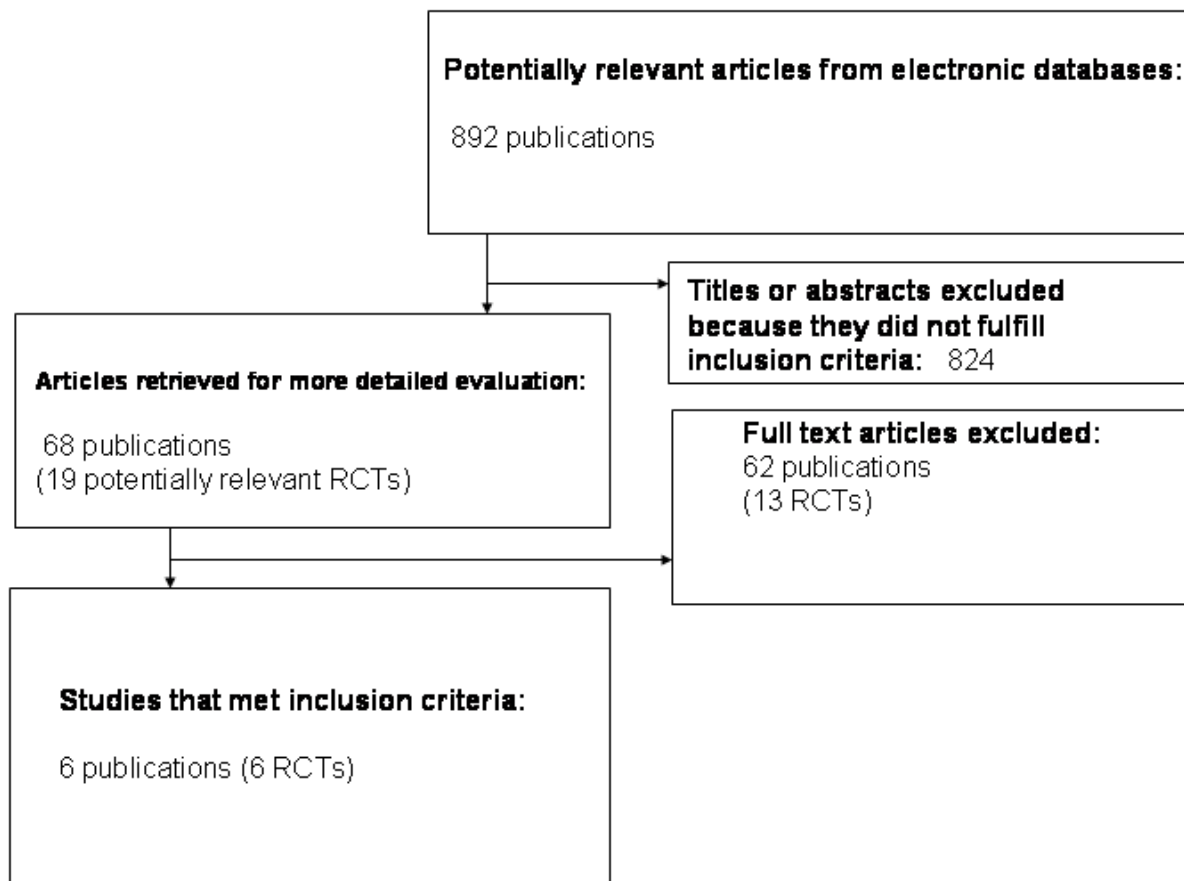 Potentially relevant articles from electronic databases:
892 publications
Titles or abstracts excluded
because they did not fulfill
inclusion criteria: 824
Articles retrieved for more detailed evaluation:
68 publications
(19 potentially relevant RCTs)
Full text articles excluded:
62 publications
(13 RCTs)
Studies that met inclusion criteria:
6 publications (6 RCTs)